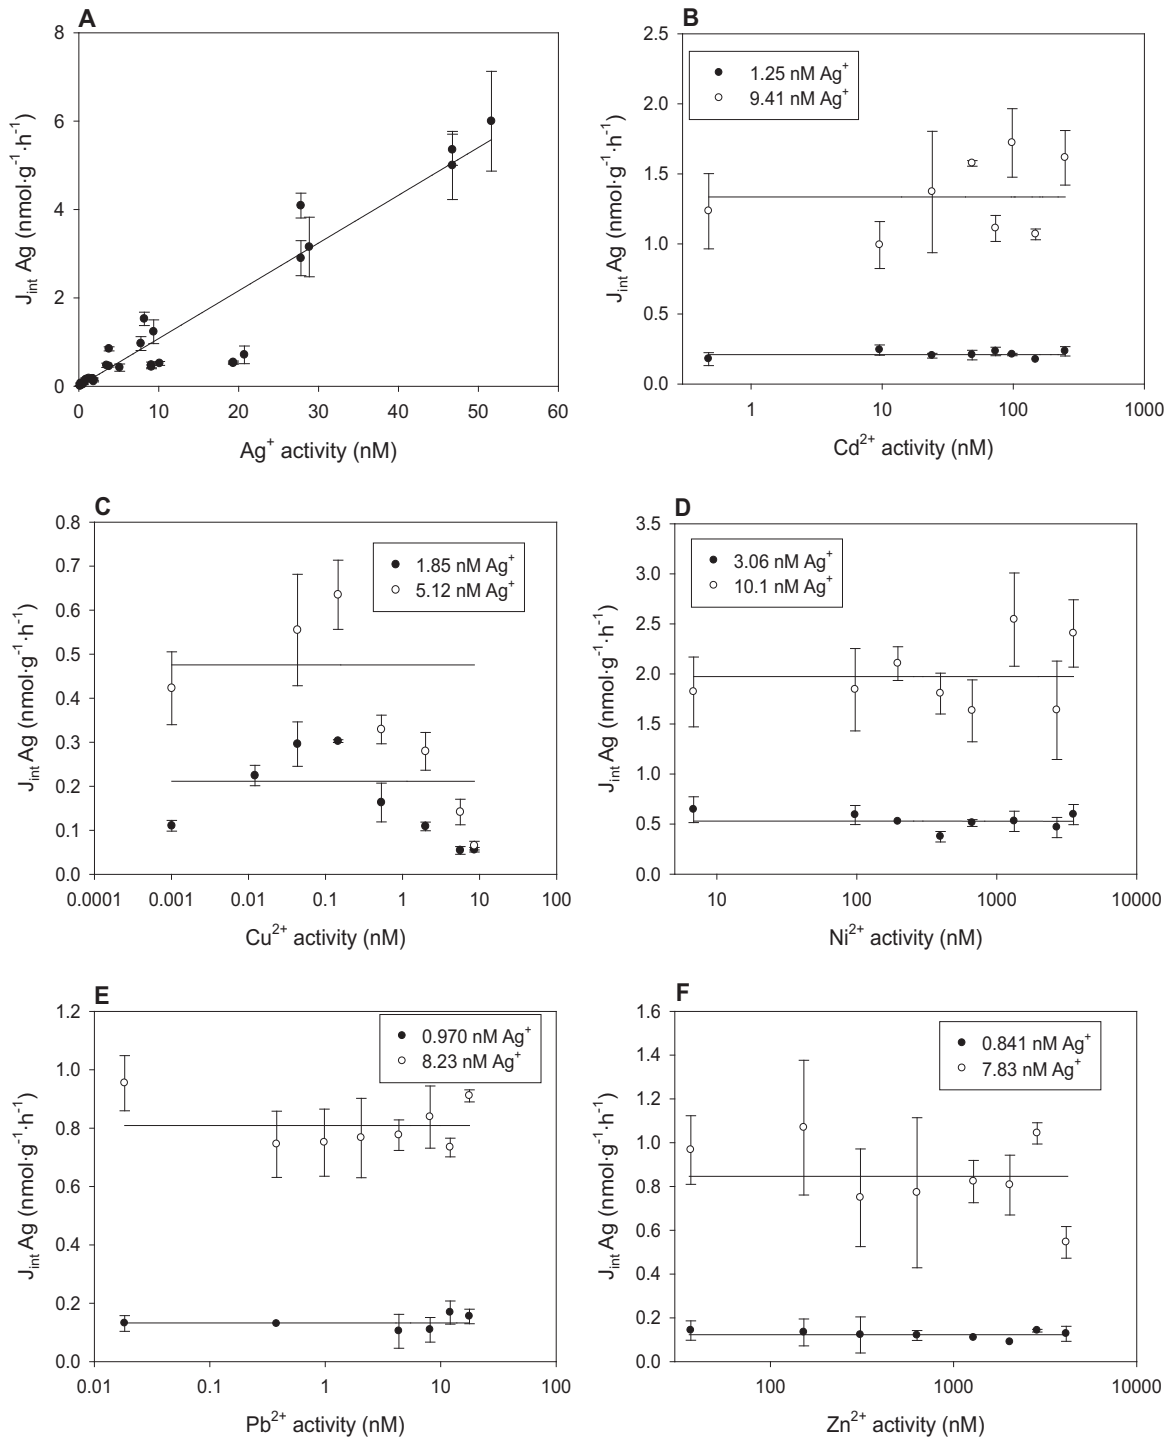 A
8
6
4
2
0
0 10 20 30 40 50 60
J_int Ag (nmol·g⁻¹·h⁻¹)
Ag⁺ activity (nM)
B
2.5
2.0
1.5
1.0
0.5
0.0
1 10 100 1000
J_int Ag (nmol·g⁻¹·h⁻¹)
1.25 nM Ag⁺
9.41 nM Ag⁺
Cd²⁺ activity (nM)
C
0.8
0.7
0.6
0.5
0.4
0.3
0.2
0.1
0.0
0.0001 0.001 0.01 0.1 1 10 100
J_int Ag (nmol·g⁻¹·h⁻¹)
1.85 nM Ag⁺
5.12 nM Ag⁺
Cu²⁺ activity (nM)
D
3.5
3.0
2.5
2.0
1.5
1.0
0.5
0.0
10 100 1000 10000
J_int Ag (nmol·g⁻¹·h⁻¹)
3.06 nM Ag⁺
10.1 nM Ag⁺
Ni²⁺ activity (nM)
E
1.2
1.0
0.8
0.6
0.4
0.2
0.0
0.01 0.1 1 10 100
J_int Ag (nmol·g⁻¹·h⁻¹)
0.970 nM Ag⁺
8.23 nM Ag⁺
Pb²⁺ activity (nM)
F
1.6
1.4
1.2
1.0
0.8
0.6
0.4
0.2
0.0
100 1000 10000
J_int Ag (nmol·g⁻¹·h⁻¹)
0.841 nM Ag⁺
7.83 nM Ag⁺
Zn²⁺ activity (nM)